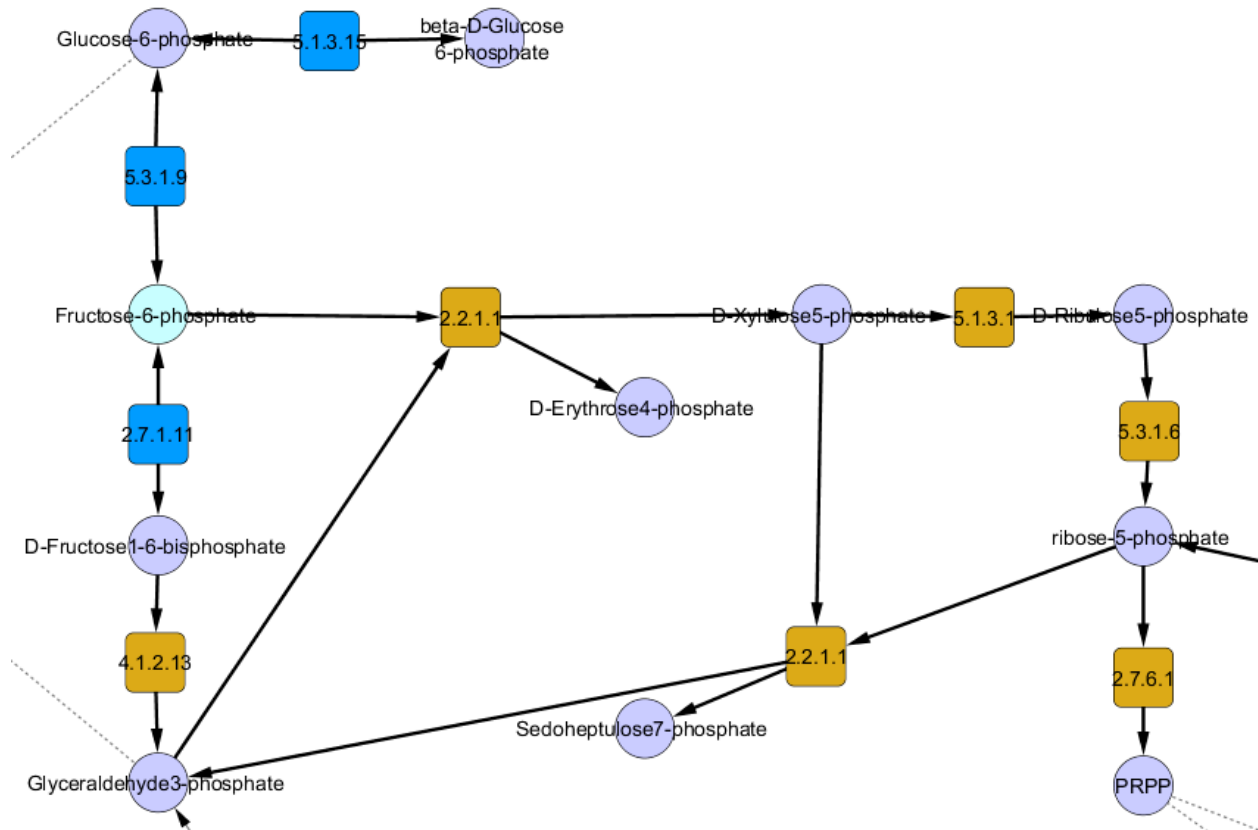 Glucose-6-phosphate
5.1.3.15
beta-D-Glucose
6-phosphate
5.3.1.9
Fructose-6-phosphate
2.2.1.1
D-Xylulose5-phosphate
5.1.3.1
D-Ribulose5-phosphate
D-Erythrose4-phosphate
2.7.1.11
5.3.1.6
D-Fructose1-6-bisphosphate
ribose-5-phosphate
4.1.2.13
2.2.1.1
2.7.6.1
Sedoheptulose7-phosphate
Glyceraldehyde3-phosphate
PRPP